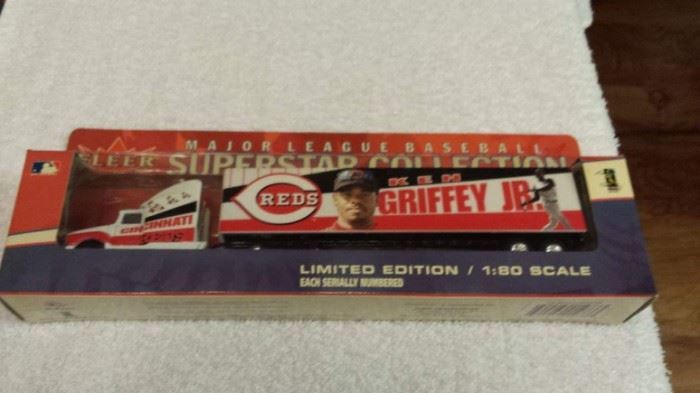 MAJOR LEAGUE BASEBALL
FLEER
SUPERSTAR COLLECTION
REDS
KEN
GRIFFEY JR.
CINCINNATI
LIMITED EDITION / 1:80 SCALE
EACH SERIALLY NUMBERED